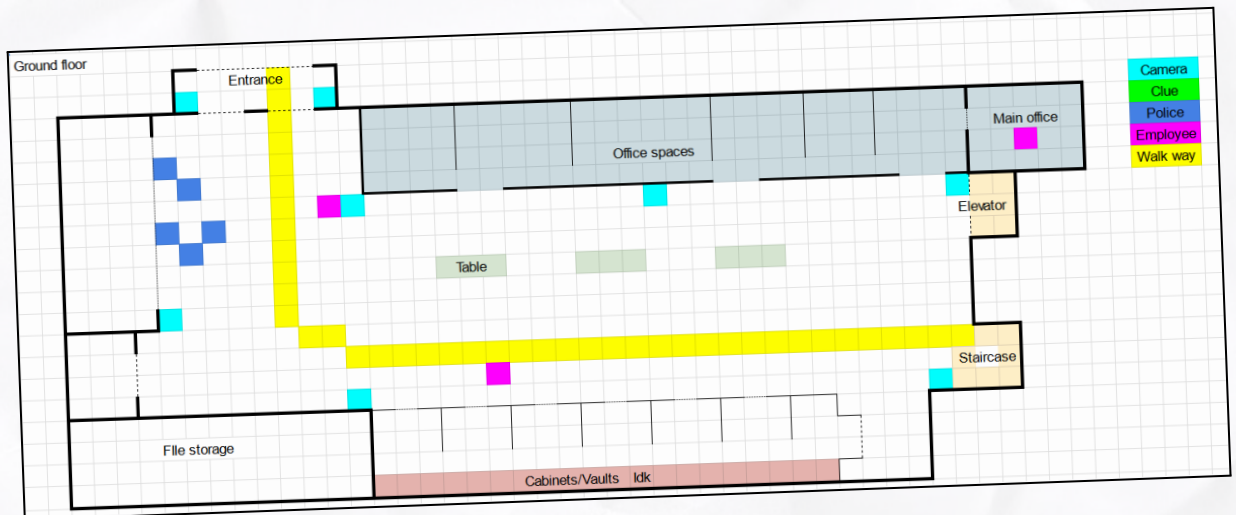 Ground floor
Entrance
Camera
Clue
Police
Employee
Walk way
Main office
Office spaces
Elevator
Table
Staircase
FIle storage
Cabinets/Vaults Idk